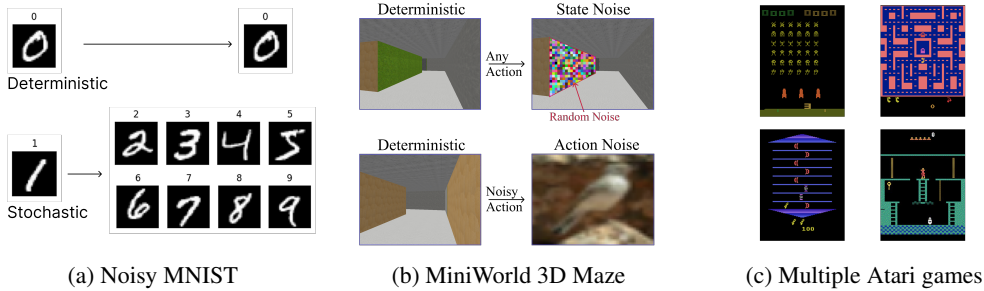 0
0
Deterministic
1
Stochastic
2 3 4 5
6 7 8 9
(a) Noisy MNIST
Deterministic
State Noise
Any
Action
Random Noise
Deterministic
Action Noise
Noisy
Action
(b) MiniWorld 3D Maze
100
(c) Multiple Atari games